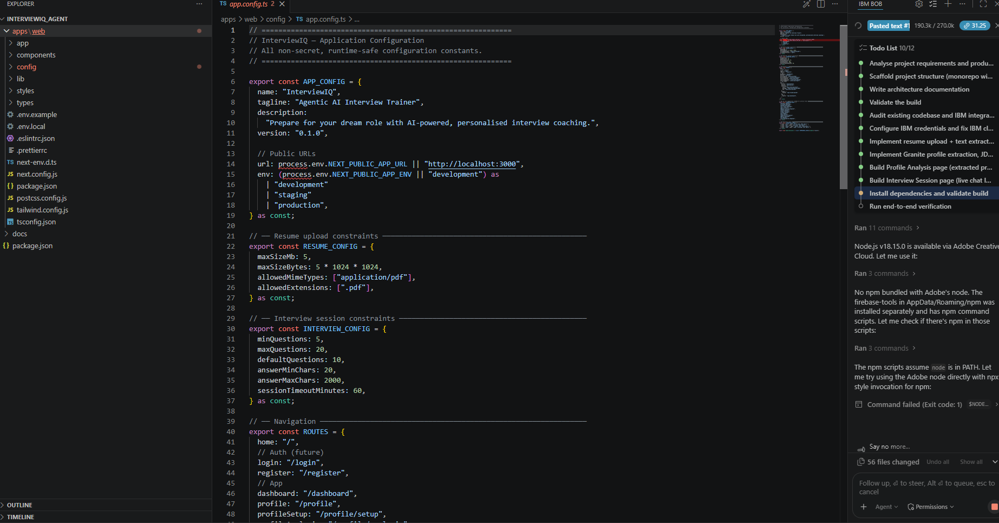 EXPLORER
INTERVIEWIQ_AGENT
apps\web
app
components
config
lib
styles
types
.env.example
.env.local
.eslintrc.json
.prettierrc
TS next-env.d.ts
JS next.config.js
{} package.json
JS postcss.config.js
JS tailwind.config.js
tsconfig.json
docs
{} package.json
OUTLINE
TIMELINE
TS app.config.ts 2
apps > web > config > TS app.config.ts > ...
1 // ============================================================
2 // InterviewIQ — Application Configuration
3 // All non-secret, runtime-safe configuration constants.
4 // ============================================================
5
6 export const APP_CONFIG = {
7 name: "InterviewIQ",
8 tagline: "Agentic AI Interview Trainer",
9 description:
10 "Prepare for your dream role with AI-powered, personalised interview coaching.",
11 version: "0.1.0",
12
13 // Public URLs
14 url: process.env.NEXT_PUBLIC_APP_URL || "http://localhost:3000",
15 env: (process.env.NEXT_PUBLIC_APP_ENV || "development") as
16 | "development"
17 | "staging"
18 | "production",
19 } as const;
20
21 // ── Resume upload constraints ─────────────────────────────────────────────────
22 export const RESUME_CONFIG = {
23 maxSizeMb: 5,
24 maxSizeBytes: 5 * 1024 * 1024,
25 allowedMimeTypes: ["application/pdf"],
26 allowedExtensions: [".pdf"],
27 } as const;
28
29 // ── Interview session constraints ─────────────────────────────────────────────
30 export const INTERVIEW_CONFIG = {
31 minQuestions: 5,
32 maxQuestions: 20,
33 defaultQuestions: 10,
34 answerMinChars: 20,
35 answerMaxChars: 2000,
36 sessionTimeoutMinutes: 60,
37 } as const;
38
39 // ── Navigation ────────────────────────────────────────────────────────────────
40 export const ROUTES = {
41 home: "/",
42 // Auth (future)
43 login: "/login",
44 register: "/register",
45 // App
46 dashboard: "/dashboard",
47 profile: "/profile",
48 profileSetup: "/profile/setup",
IBM BOB
Pasted text #1 190.3k / 270.0k 31.25
Todo List 10/12
Analyse project requirements and produ...
Scaffold project structure (monorepo wi...
Write architecture documentation
Validate the build
Audit existing codebase and IBM integra...
Configure IBM credentials and fix IBM cl...
Implement resume upload + text extract...
Implement Granite profile extraction, JD...
Build Profile Analysis page (extracted pr...
Build Interview Session page (live chat I...
Install dependencies and validate build
Run end-to-end verification
Ran 11 commands >
Node.js v18.15.0 is available via Adobe Creative
Cloud. Let me use it:
Ran 3 commands >
No npm bundled with Adobe's node. The
firebase-tools in AppData/Roaming/npm was
installed separately and has npm command
scripts. Let me check if there's npm in those
scripts:
Ran 3 commands >
The npm scripts assume node is in PATH. Let
me try using the Adobe node directly with npx
style invocation for npm:
Command failed (Exit code: 1) $NODE...
Say no more...
56 files changed Undo all Show all
Follow up, ⏎ to steer, Alt ⏎ to queue, esc to
cancel
Agent Permissions